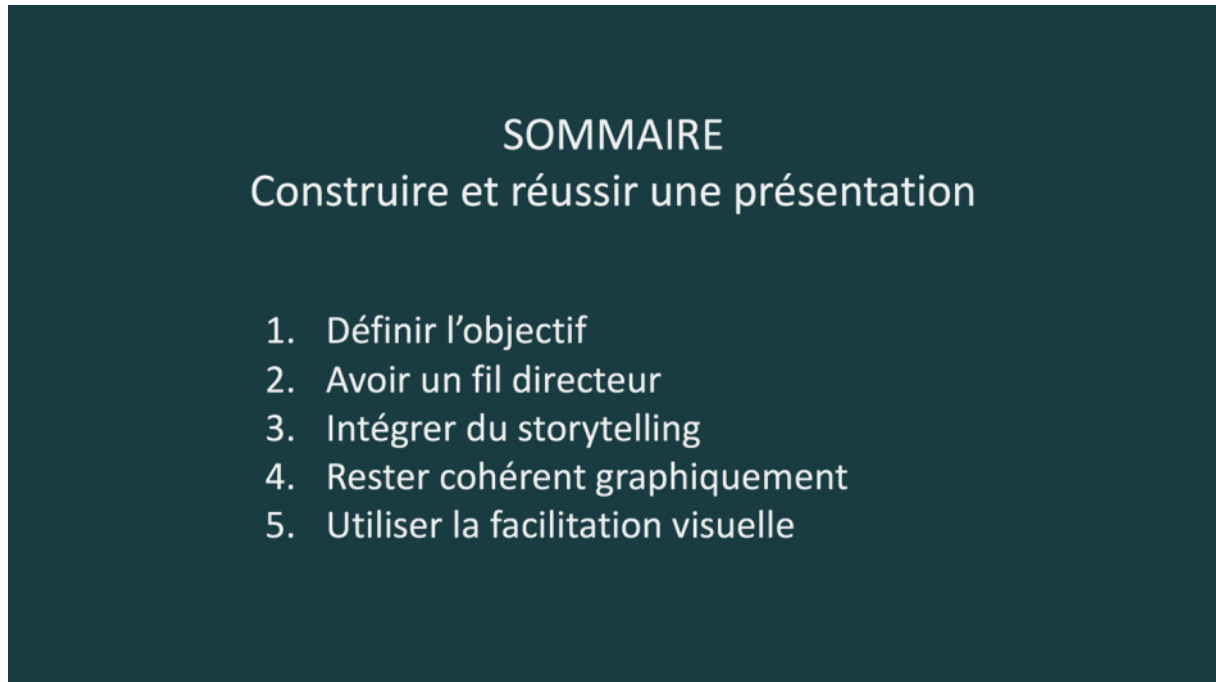 SOMMAIRE
Construire et réussir une présentation
1. Définir l’objectif
2. Avoir un fil directeur
3. Intégrer du storytelling
4. Rester cohérent graphiquement
5. Utiliser la facilitation visuelle